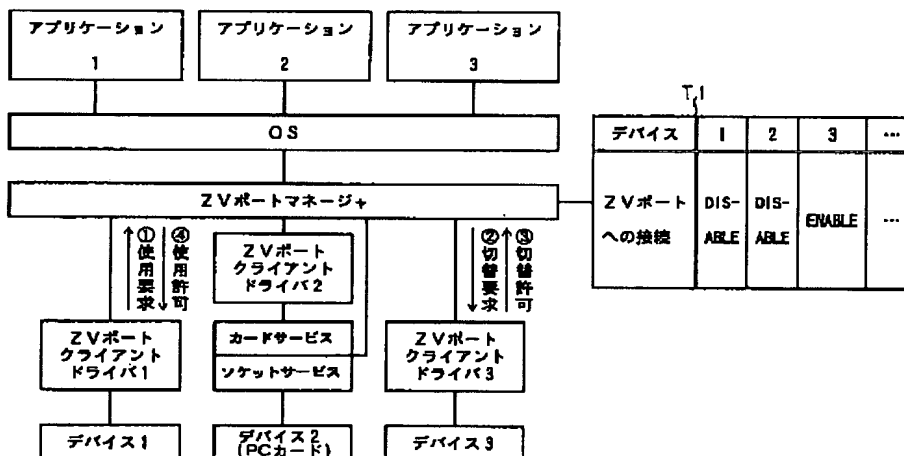 アプリケーション
1
アプリケーション
2
アプリケーション
3
OS
ZVポートマネージャ
T1
デバイス 1 2 3 …
ZVポート
への接続
DIS-
ABLE
DIS-
ABLE
ENABLE
…
①使用要求
④使用許可
ZVポート
クライアント
ドライバ2
②切替要求
③切替許可
ZVポート
クライアント
ドライバ1
カードサービス
ソケットサービス
ZVポート
クライアント
ドライバ3
デバイス1
デバイス2
(PCカード)
デバイス3